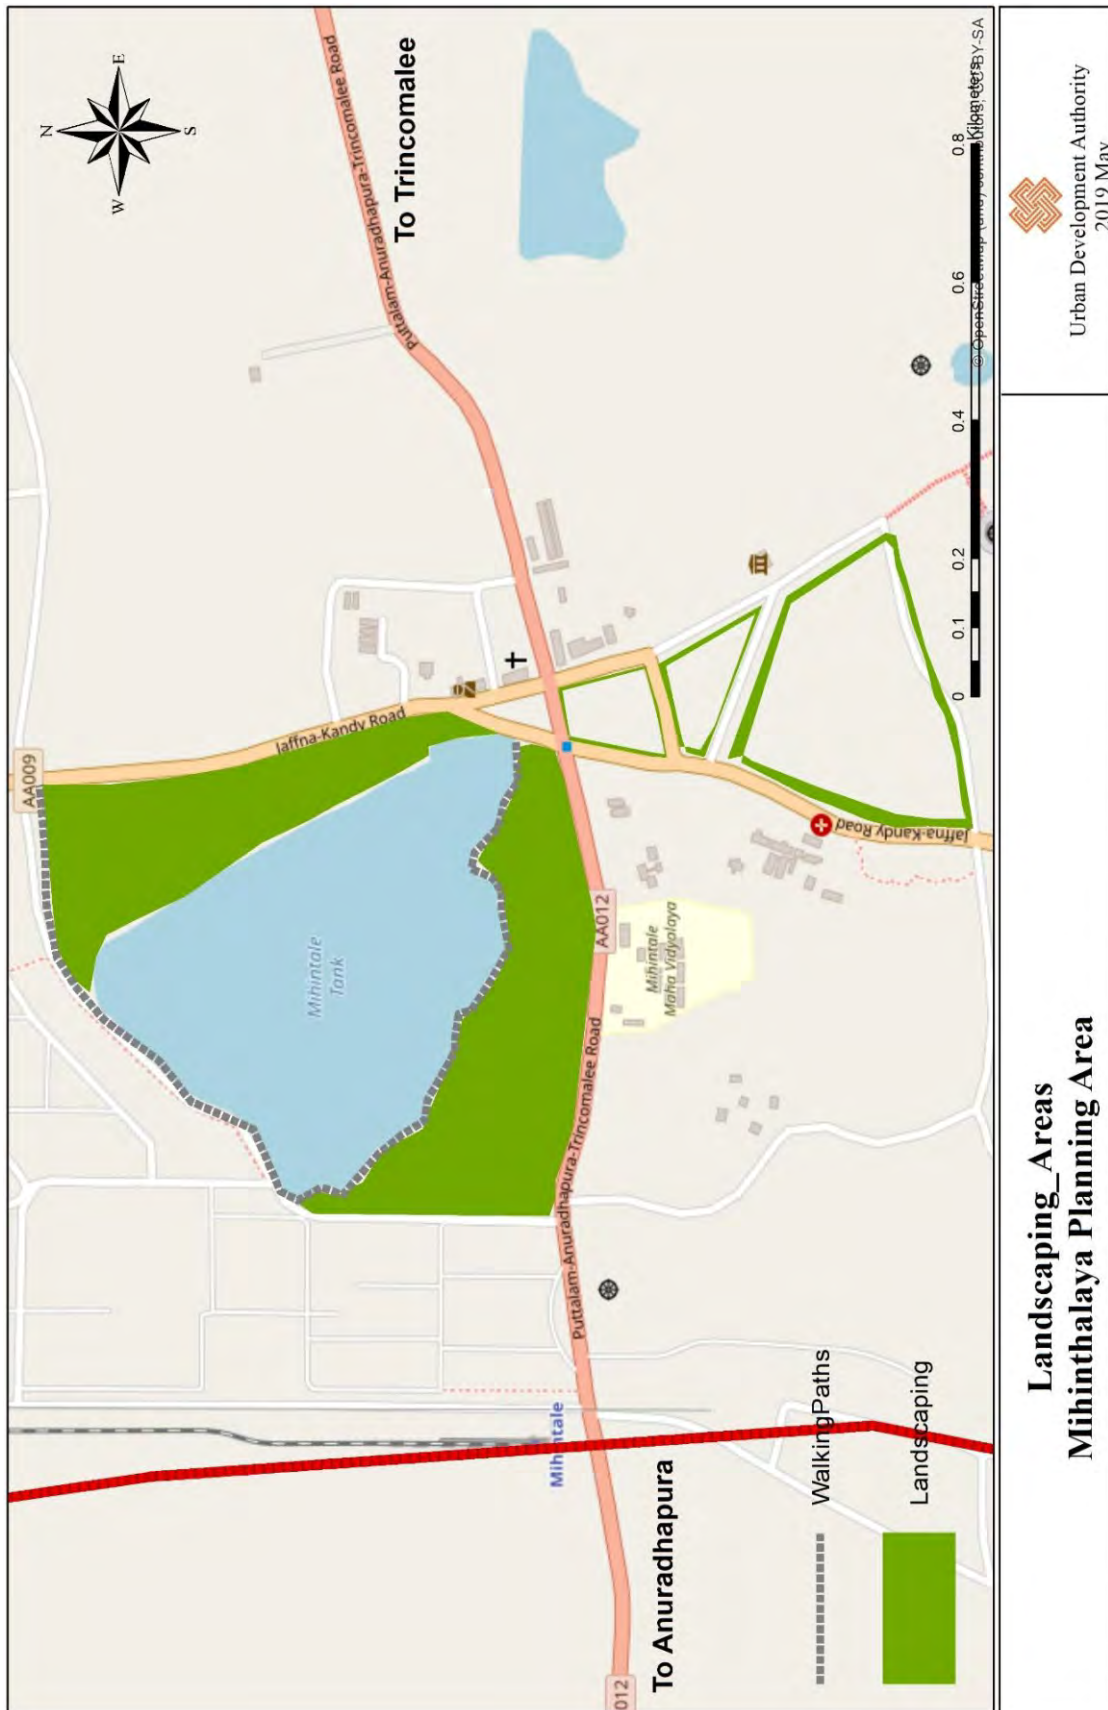 N
E
S
W
Puttalam-Anuradhapura-Trincomalee Road
To Trincomalee
AA009
Jaffna-Kandy Road
Mihintale
Tank
AA012
Puttalam-Anuradhapura-Trincomalee Road
Mihintale
Maha Vidyalaya
Jaffna-Kandy Road
Mihintale
To Anuradhapura
012
WalkingPaths
Landscaping
0 0.1 0.2 0.4 0.6 0.8
Kilometers
© OpenStreetMap (and) contributors, CC-BY-SA
Landscaping_Areas
Mihinthalaya Planning Area
Urban Development Authority
2019 May